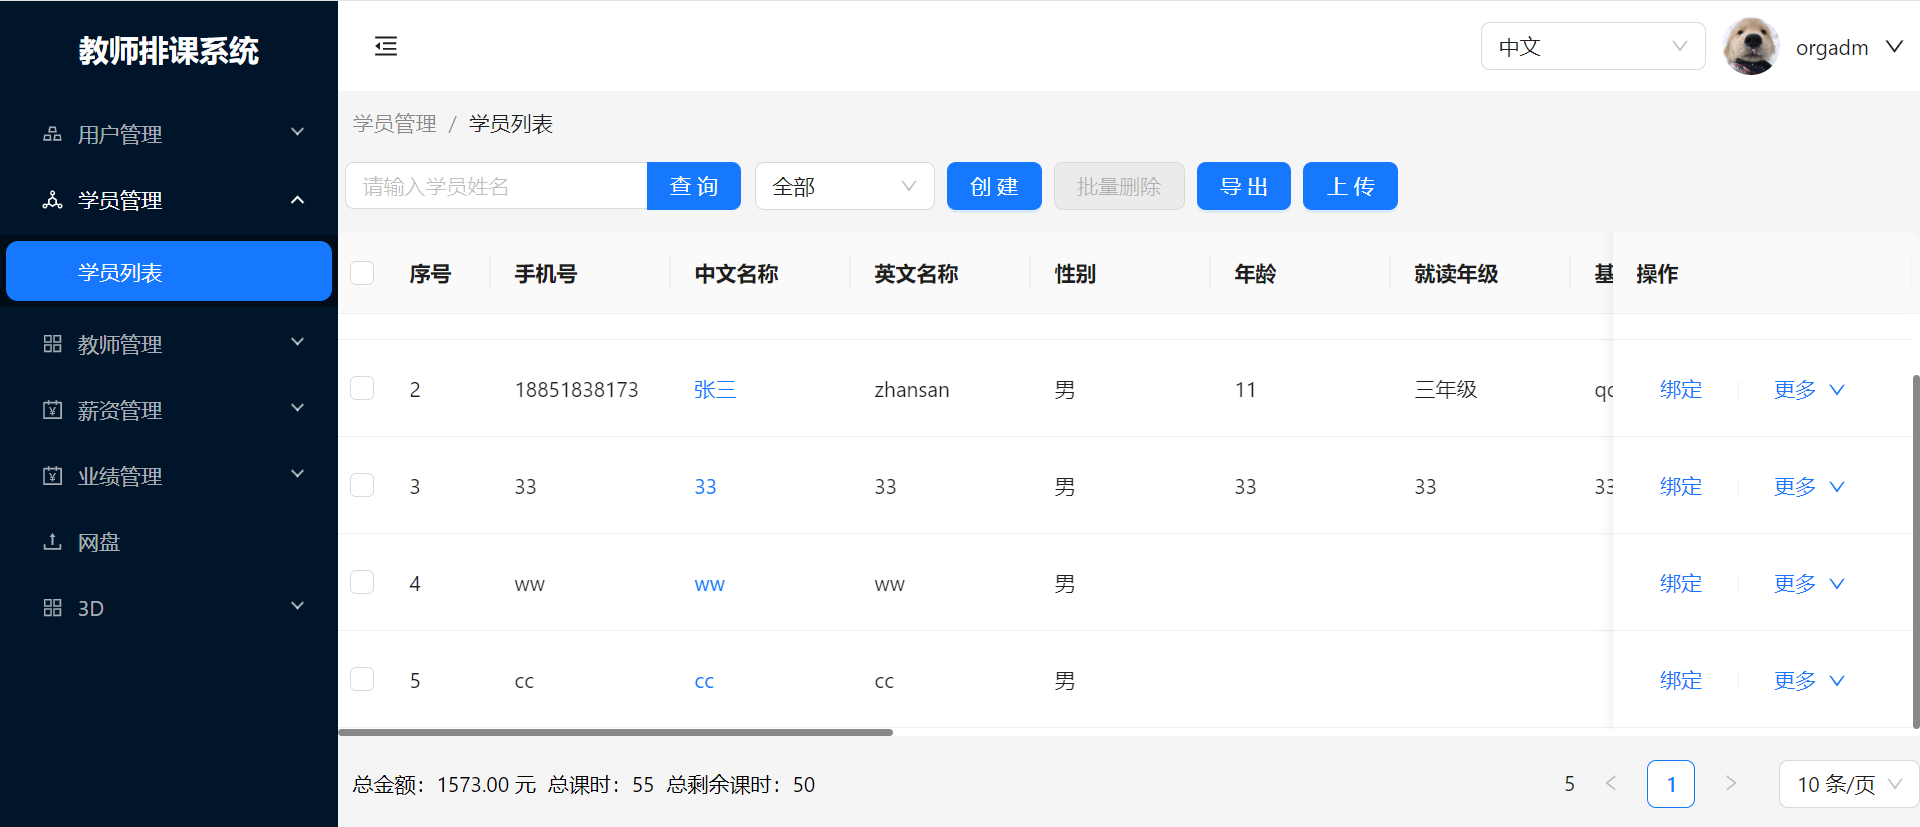 教师排课系统
用户管理
学员管理
学员列表
教师管理
薪资管理
业绩管理
网盘
3D
中文
orgadm
学员管理 / 学员列表
请输入学员姓名
查 询
全部
创 建
批量删除
导 出
上 传
序号 手机号 中文名称 英文名称 性别 年龄 就读年级 基 操作
2 18851838173 张三 zhansan 男 11 三年级 绑定 更多
3 33 33 33 男 33 33 33 绑定 更多
4 ww ww ww 男 绑定 更多
5 cc cc cc 男 绑定 更多
总金额：1573.00 元 总课时：55 总剩余课时：50
5 < 1 > 10 条/页